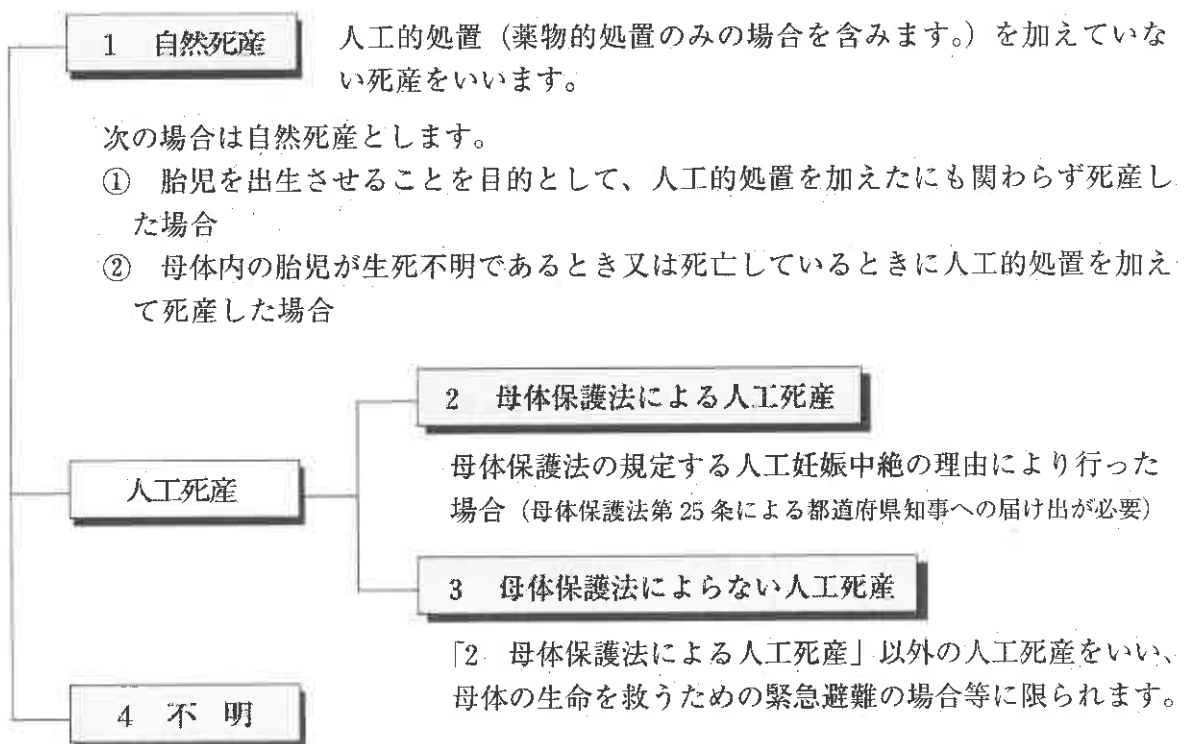 1 自然死産
人工的処置（薬物的処置のみの場合を含みます。）を加えていな
い死産をいいます。
次の場合は自然死産とします。
① 胎児を出生させることを目的として、人工的処置を加えたにも関わらず死産し
た場合
② 母体内の胎児が生死不明であるとき又は死亡しているときに人工的処置を加え
て死産した場合
2 母体保護法による人工死産
母体保護法の規定する人工妊娠中絶の理由により行った
場合（母体保護法第25条による都道府県知事への届け出が必要）
人工死産
3 母体保護法によらない人工死産
「2 母体保護法による人工死産」以外の人工死産をいい、
母体の生命を救うための緊急避難の場合等に限られます。
4 不明